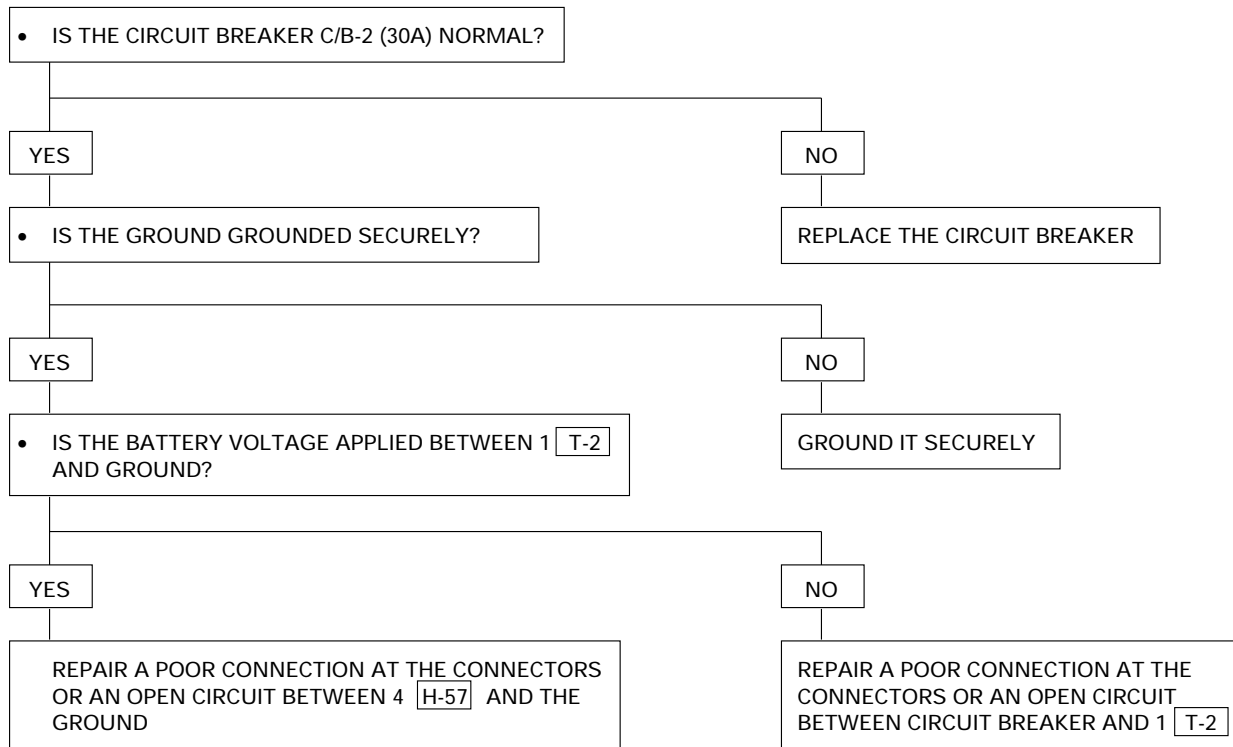 • IS THE CIRCUIT BREAKER C/B-2 (30A) NORMAL?
YES
NO
• IS THE GROUND GROUNDED SECURELY?
REPLACE THE CIRCUIT BREAKER
YES
NO
• IS THE BATTERY VOLTAGE APPLIED BETWEEN 1 T-2
AND GROUND?
GROUND IT SECURELY
YES
NO
REPAIR A POOR CONNECTION AT THE CONNECTORS
OR AN OPEN CIRCUIT BETWEEN 4 H-57 AND THE
GROUND
REPAIR A POOR CONNECTION AT THE
CONNECTORS OR AN OPEN CIRCUIT
BETWEEN CIRCUIT BREAKER AND 1 T-2